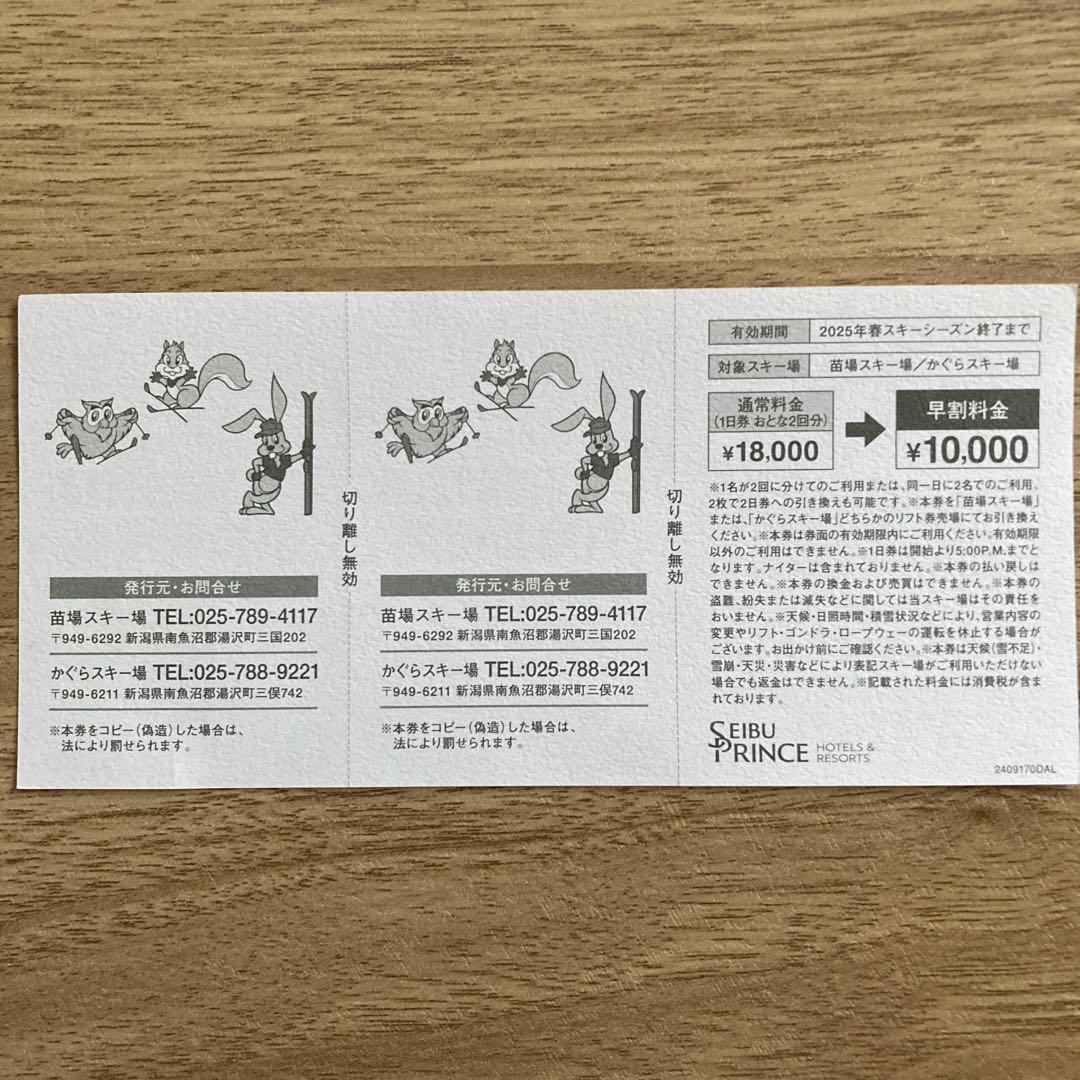 切り離し無効
発行元・お問合せ
苗場スキー場 TEL:025-789-4117
〒949-6292 新潟県南魚沼郡湯沢町三国202
かぐらスキー場 TEL:025-788-9221
〒949-6211 新潟県南魚沼郡湯沢町三俣742
※本券をコピー（偽造）した場合は、
法により罰せられます。
切り離し無効
発行元・お問合せ
苗場スキー場 TEL:025-789-4117
〒949-6292 新潟県南魚沼郡湯沢町三国202
かぐらスキー場 TEL:025-788-9221
〒949-6211 新潟県南魚沼郡湯沢町三俣742
※本券をコピー（偽造）した場合は、
法により罰せられます。
有効期間 2025年春スキーシーズン終了まで
対象スキー場 苗場スキー場／かぐらスキー場
通常料金
（1日券 おとな2回分）
¥18,000
早割料金
¥10,000
※1名が2回に分けてのご利用または、同一日に2名でのご利用、
2枚で2日券への引き換えも可能です。※本券を「苗場スキー場」
または、「かぐらスキー場」どちらかのリフト券売場にてお引き換え
ください。※本券は券面の有効期限内にご利用ください。有効期限
以外のご利用はできません。※1日券は開始より5:00P.M.までと
なります。ナイターは含まれておりません。※本券の払い戻しは
できません。※本券の換金および売買はできません。※本券の
盗難、紛失または滅失などに関しては当スキー場はその責任を
おいません。※天候・日照時間・積雪状況などにより、営業内容の
変更やリフト・ゴンドラ・ロープウェーの運転を休止する場合が
ございます。お出かけ前にご確認ください。※本券は天候（雪不足）・
雪崩・天災・災害などにより表記スキー場がご利用いただけない
場合でも返金はできません。※記載された料金には消費税が含ま
れております。
SEIBU
PRINCE HOTELS &
RESORTS
2409170DAL